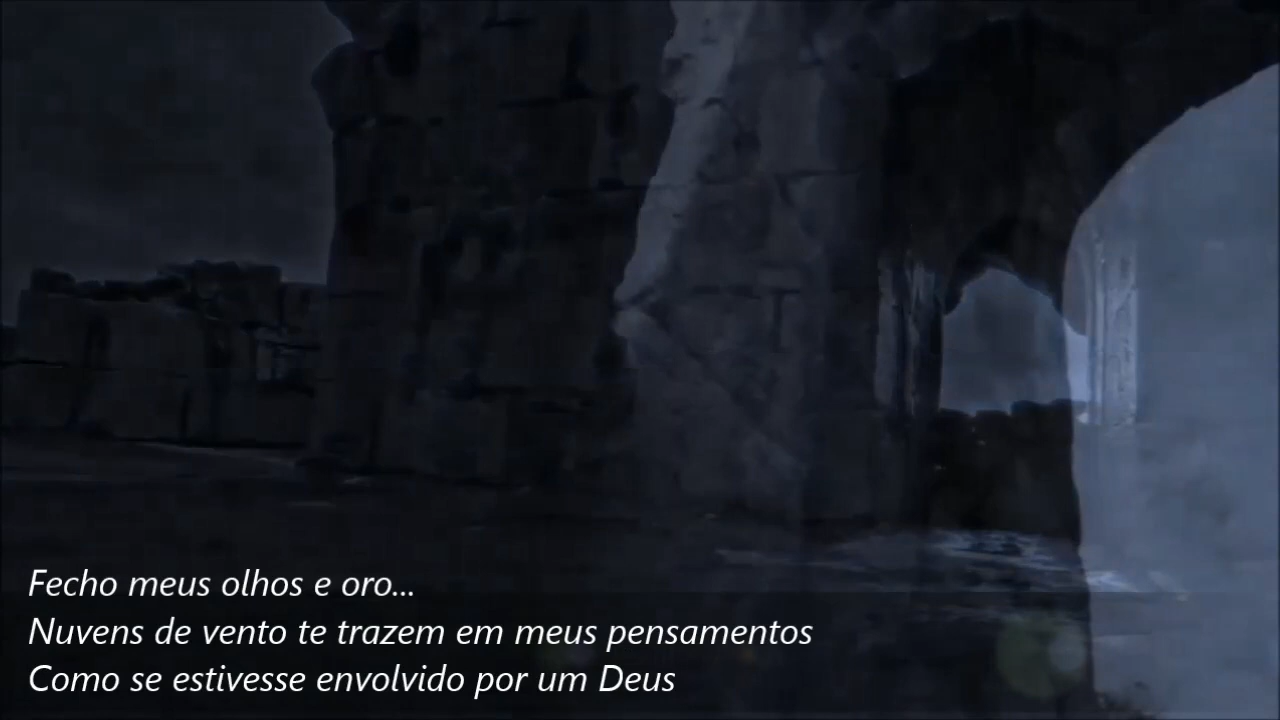 Fecho meus olhos e oro...
Nuvens de vento te trazem em meus pensamentos
Como se estivesse envolvido por um Deus